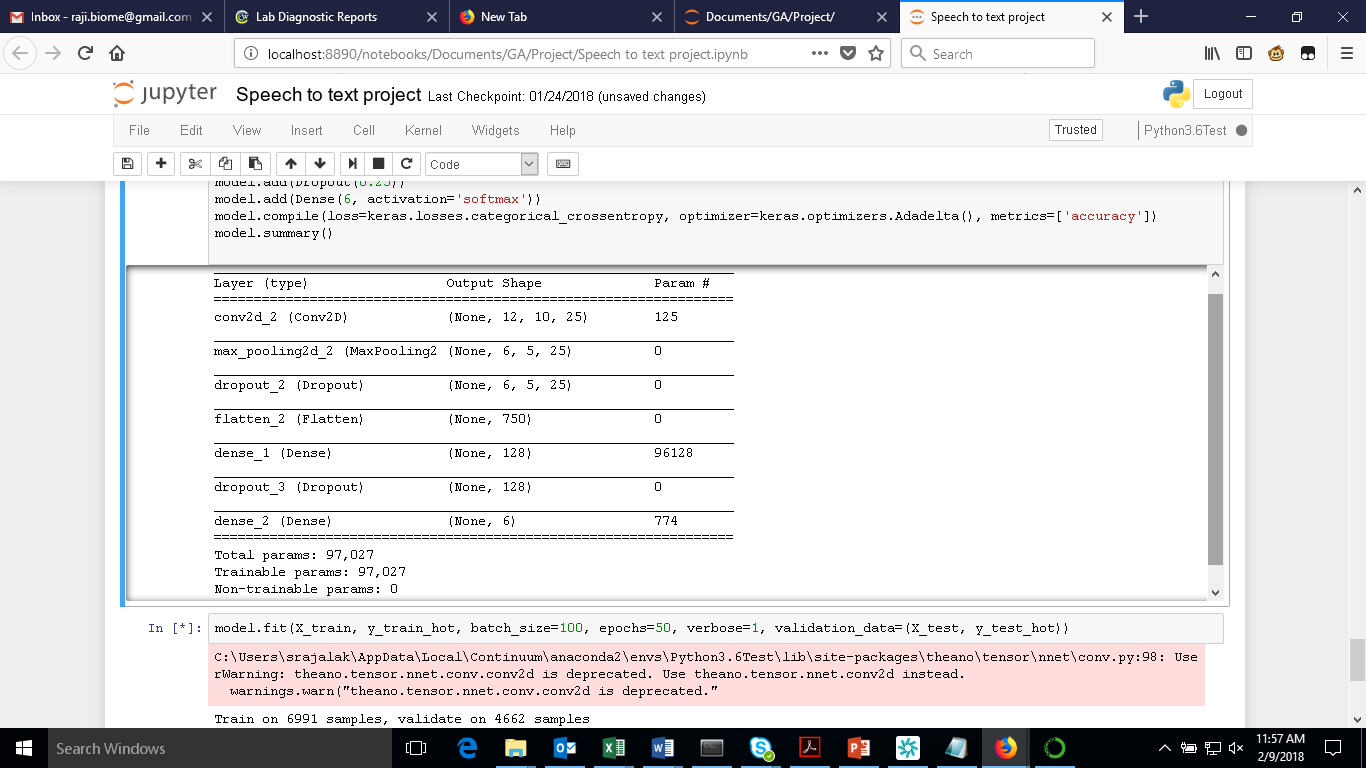 Inbox - raji.biome@gmail.com
Lab Diagnostic Reports
New Tab
Documents/GA/Project/
Speech to text project
localhost:8890/notebooks/Documents/GA/Project/Speech to text project.ipynb
Search
jupyter Speech to text project Last Checkpoint: 01/24/2018 (unsaved changes)
Logout
File Edit View Insert Cell Kernel Widgets Help
Trusted
Python3.6Test
Code
model.add(Dropout(0.25))
model.add(Dense(6, activation='softmax'))
model.compile(loss=keras.losses.categorical_crossentropy, optimizer=keras.optimizers.Adadelta(), metrics=['accuracy'])
model.summary()
Layer (type) Output Shape Param #
=================================================================
conv2d_2 (Conv2D) (None, 12, 10, 25) 125
max_pooling2d_2 (MaxPooling2 (None, 6, 5, 25) 0
dropout_2 (Dropout) (None, 6, 5, 25) 0
flatten_2 (Flatten) (None, 750) 0
dense_1 (Dense) (None, 128) 96128
dropout_3 (Dropout) (None, 128) 0
dense_2 (Dense) (None, 6) 774
=================================================================
Total params: 97,027
Trainable params: 97,027
Non-trainable params: 0
In [*]: model.fit(X_train, y_train_hot, batch_size=100, epochs=50, verbose=1, validation_data=(X_test, y_test_hot))
C:\Users\srajalak\AppData\Local\Continuum\anaconda2\envs\Python3.6Test\lib\site-packages\theano\tensor\nnet\conv.py:98: Use
rWarning: theano.tensor.nnet.conv.conv2d is deprecated. Use theano.tensor.nnet.conv2d instead.
warnings.warn("theano.tensor.nnet.conv.conv2d is deprecated."
Train on 6991 samples, validate on 4662 samples
Search Windows
11:57 AM
2/9/2018